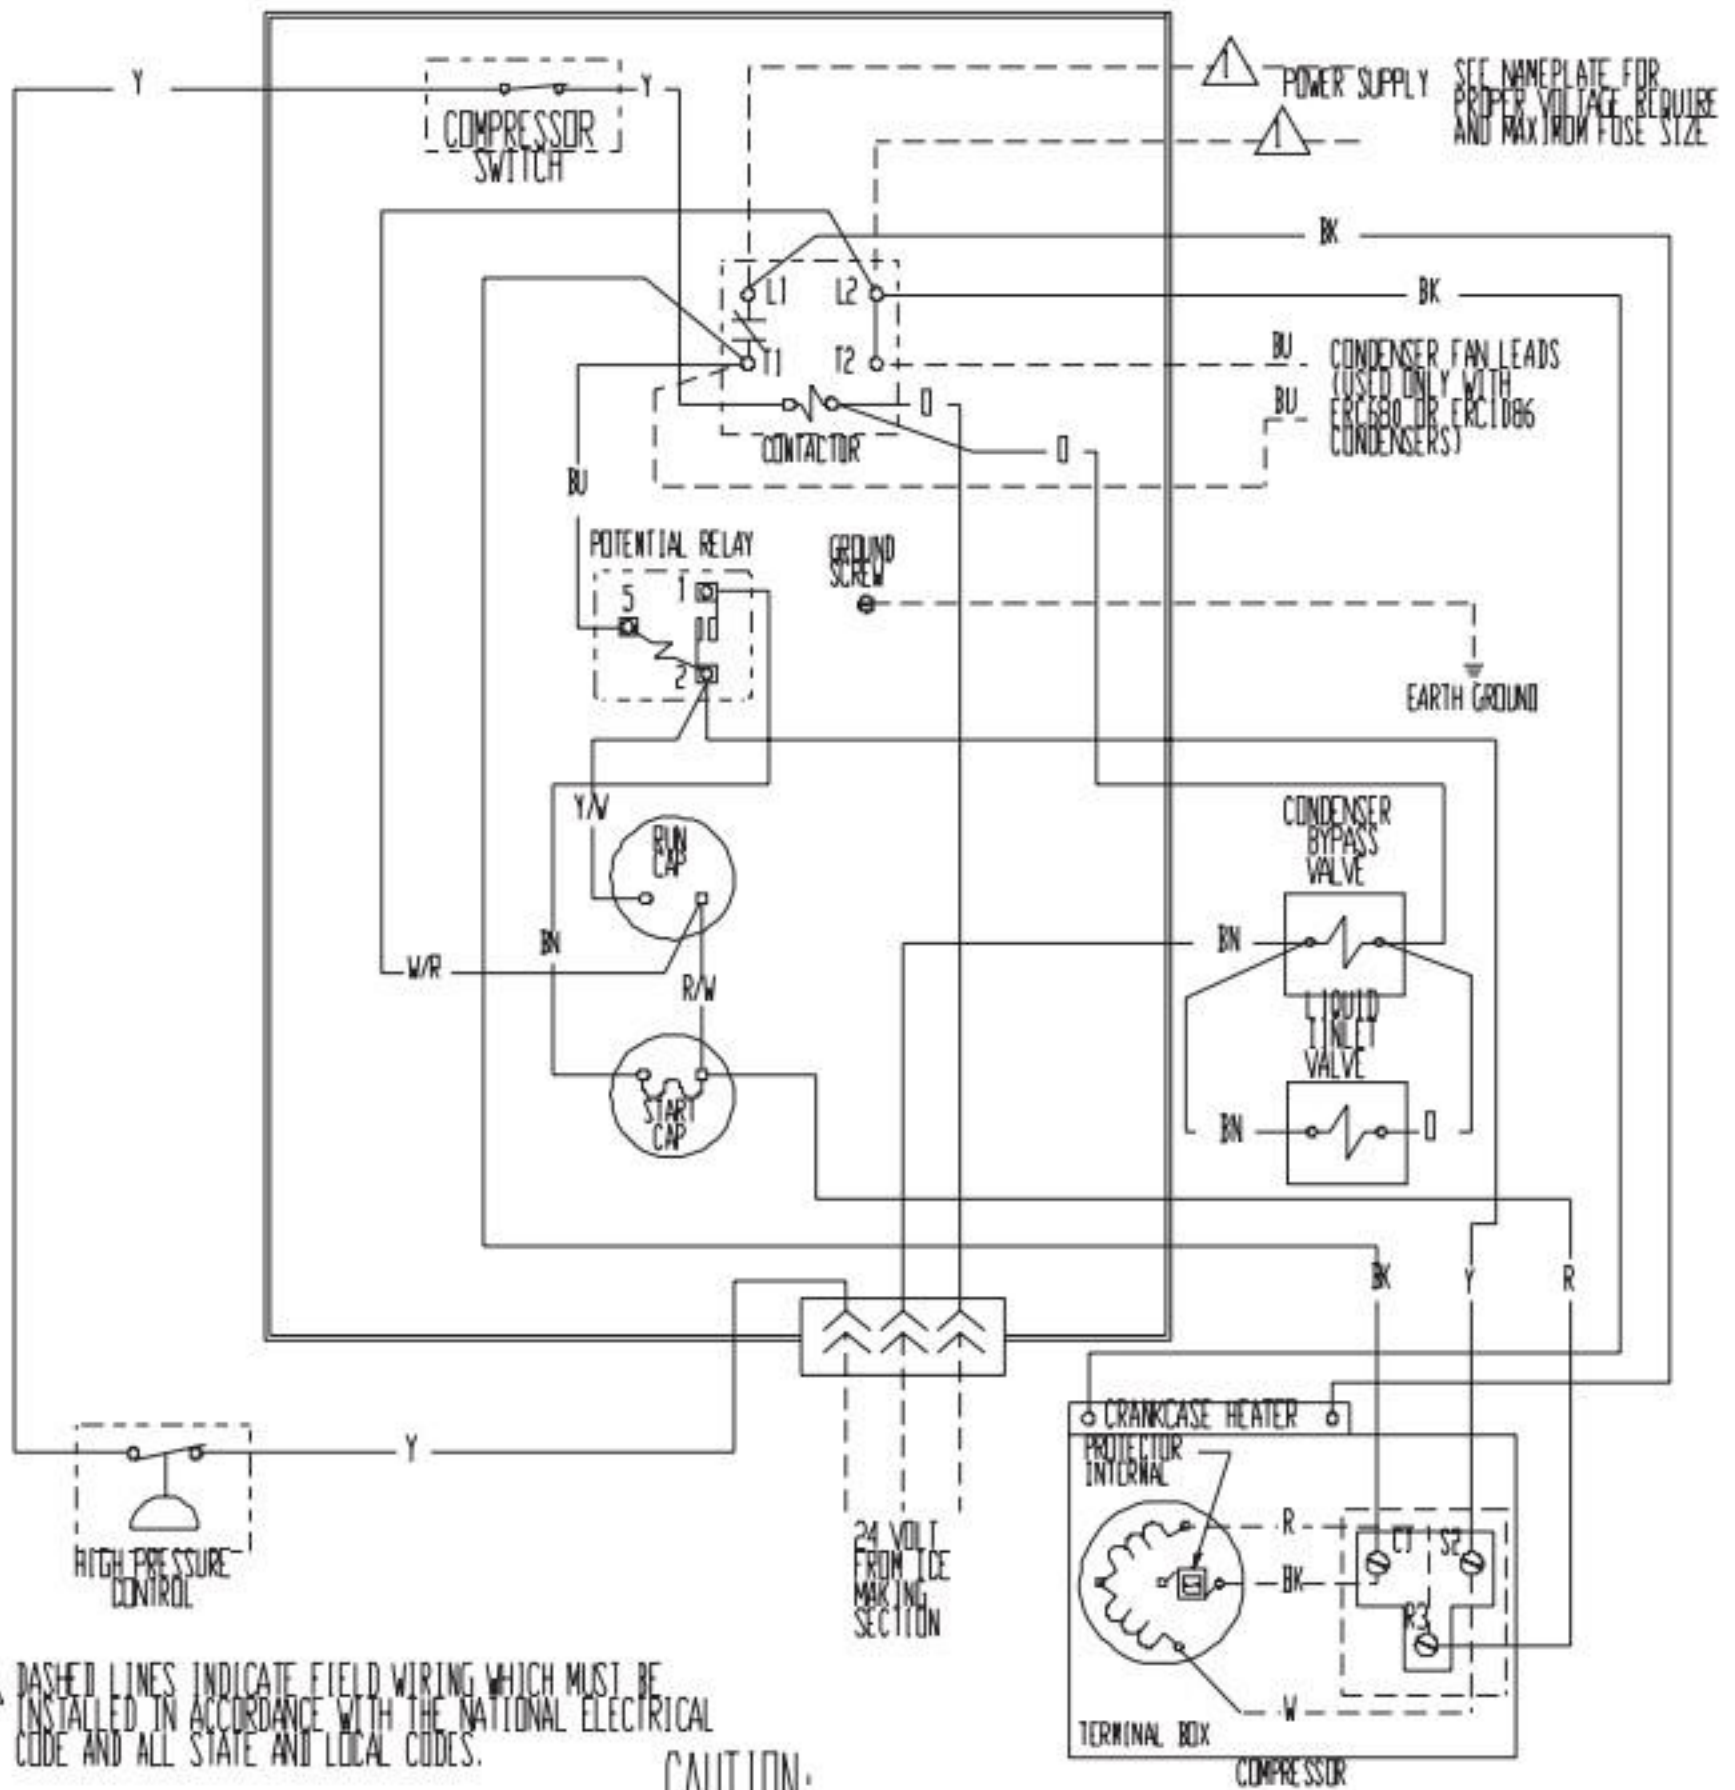 Y
COMPRESSOR
SWITCH
Y
1
POWER SUPPLY
1
SEE NAMEPLATE FOR
PROPER VOLTAGE REQUIRE
AND MAXIMUM FUSE SIZE
BK
BK
L1
L2
T1
T2
CONTACTOR
O
O
BU
BU
CONDENSER FAN LEADS
(USED ONLY WITH
ERC680 OR ERC1086
CONDENSERS)
BU
POTENTIAL RELAY
5
1
2
GROUND
SCREW
EARTH GROUND
Y/W
RUN
CAP
BN
W/R
R/W
START
CAP
CONDENSER
BYPASS
VALVE
BN
LIQUID
INLET
VALVE
BN
O
BK
Y
R
HIGH PRESSURE
CONTROL
Y
24 VOLT
FROM ICE
MAKING
SECTION
CRANKCASE HEATER
PROTECTOR
INTERNAL
R
BK
W
C1
S2
R3
TERMINAL BOX
COMPRESSOR
DASHED LINES INDICATE FIELD WIRING WHICH MUST BE
INSTALLED IN ACCORDANCE WITH THE NATIONAL ELECTRICAL
CODE AND ALL STATE AND LOCAL CODES.
CAUTION: